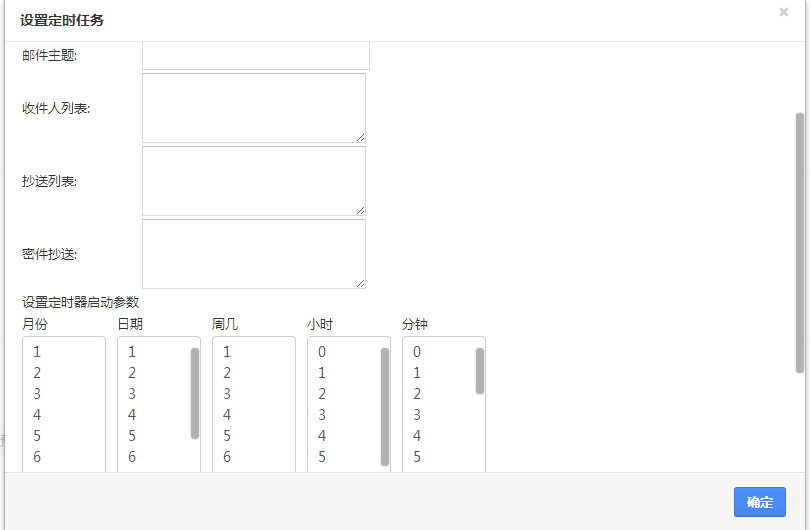 设置定时任务
×
邮件主题:
收件人列表:
抄送列表:
密件抄送:
设置定时器启动参数
月份 日期 周几 小时 分钟
1 1 1 0 0
2 2 2 1 1
3 3 3 2 2
4 4 4 3 3
5 5 5 4 4
6 6 6 5 5
确定